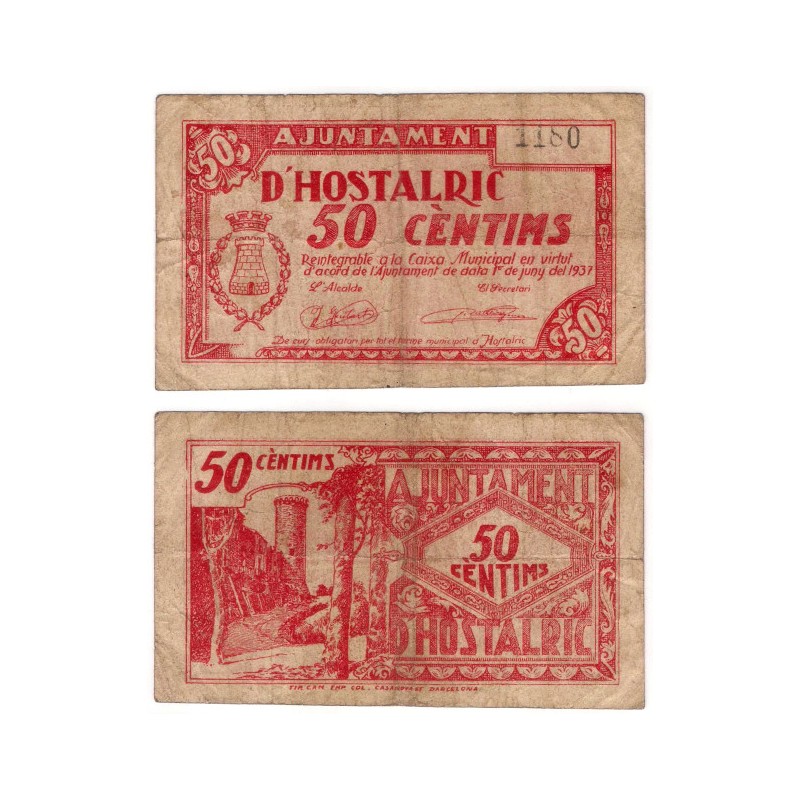 AJUNTAMENT
1180
50
D'HOSTALRIC
50 CÈNTIMS
Reintegrable a la Caixa Municipal en virtut
d'acord de l'Ajuntament de data 1r de juny del 1937
L'Alcalde
El Secretari
50
De curs obligatori per tot el terme municipal d'Hostalric
50 CÈNTIMS
AJUNTAMENT
50
CÈNTIMS
D'HOSTALRIC
BARCELONA